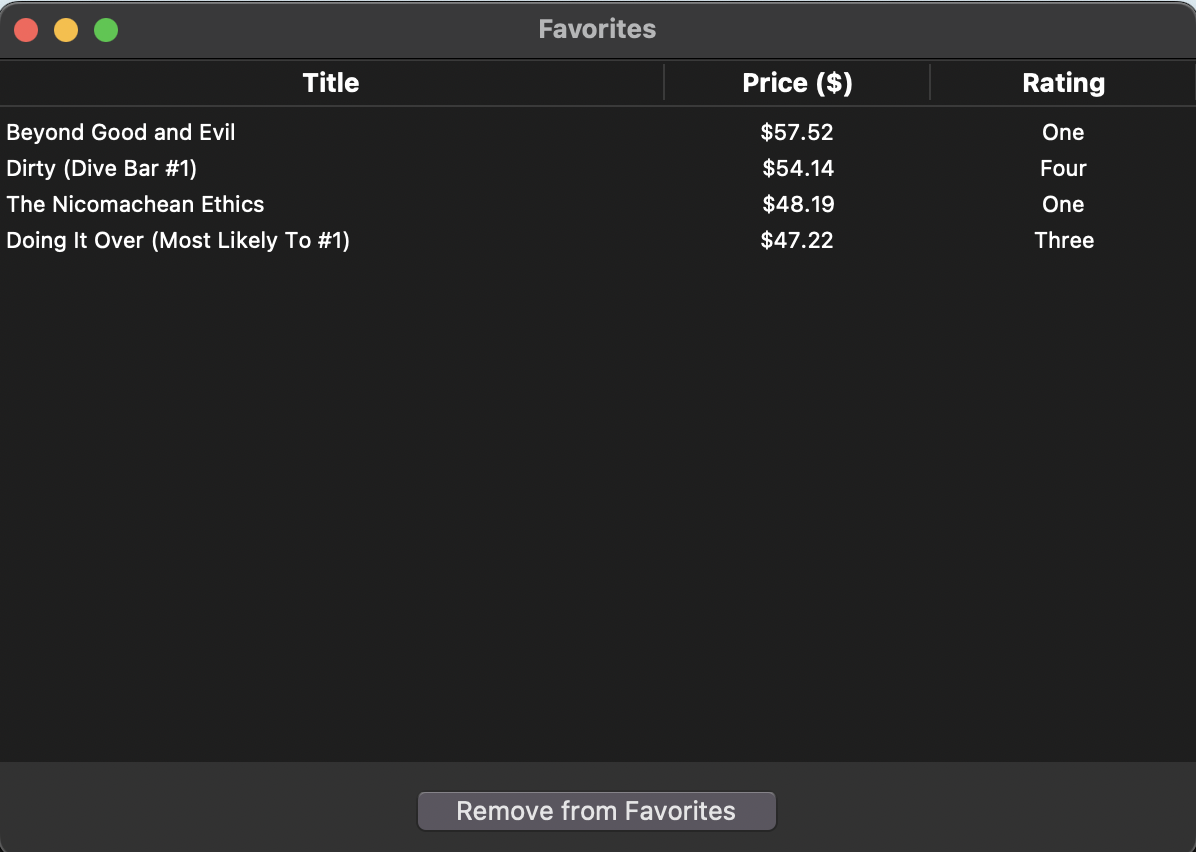 Favorites
Title Price ($) Rating
Beyond Good and Evil $57.52 One
Dirty (Dive Bar #1) $54.14 Four
The Nicomachean Ethics $48.19 One
Doing It Over (Most Likely To #1) $47.22 Three
Remove from Favorites